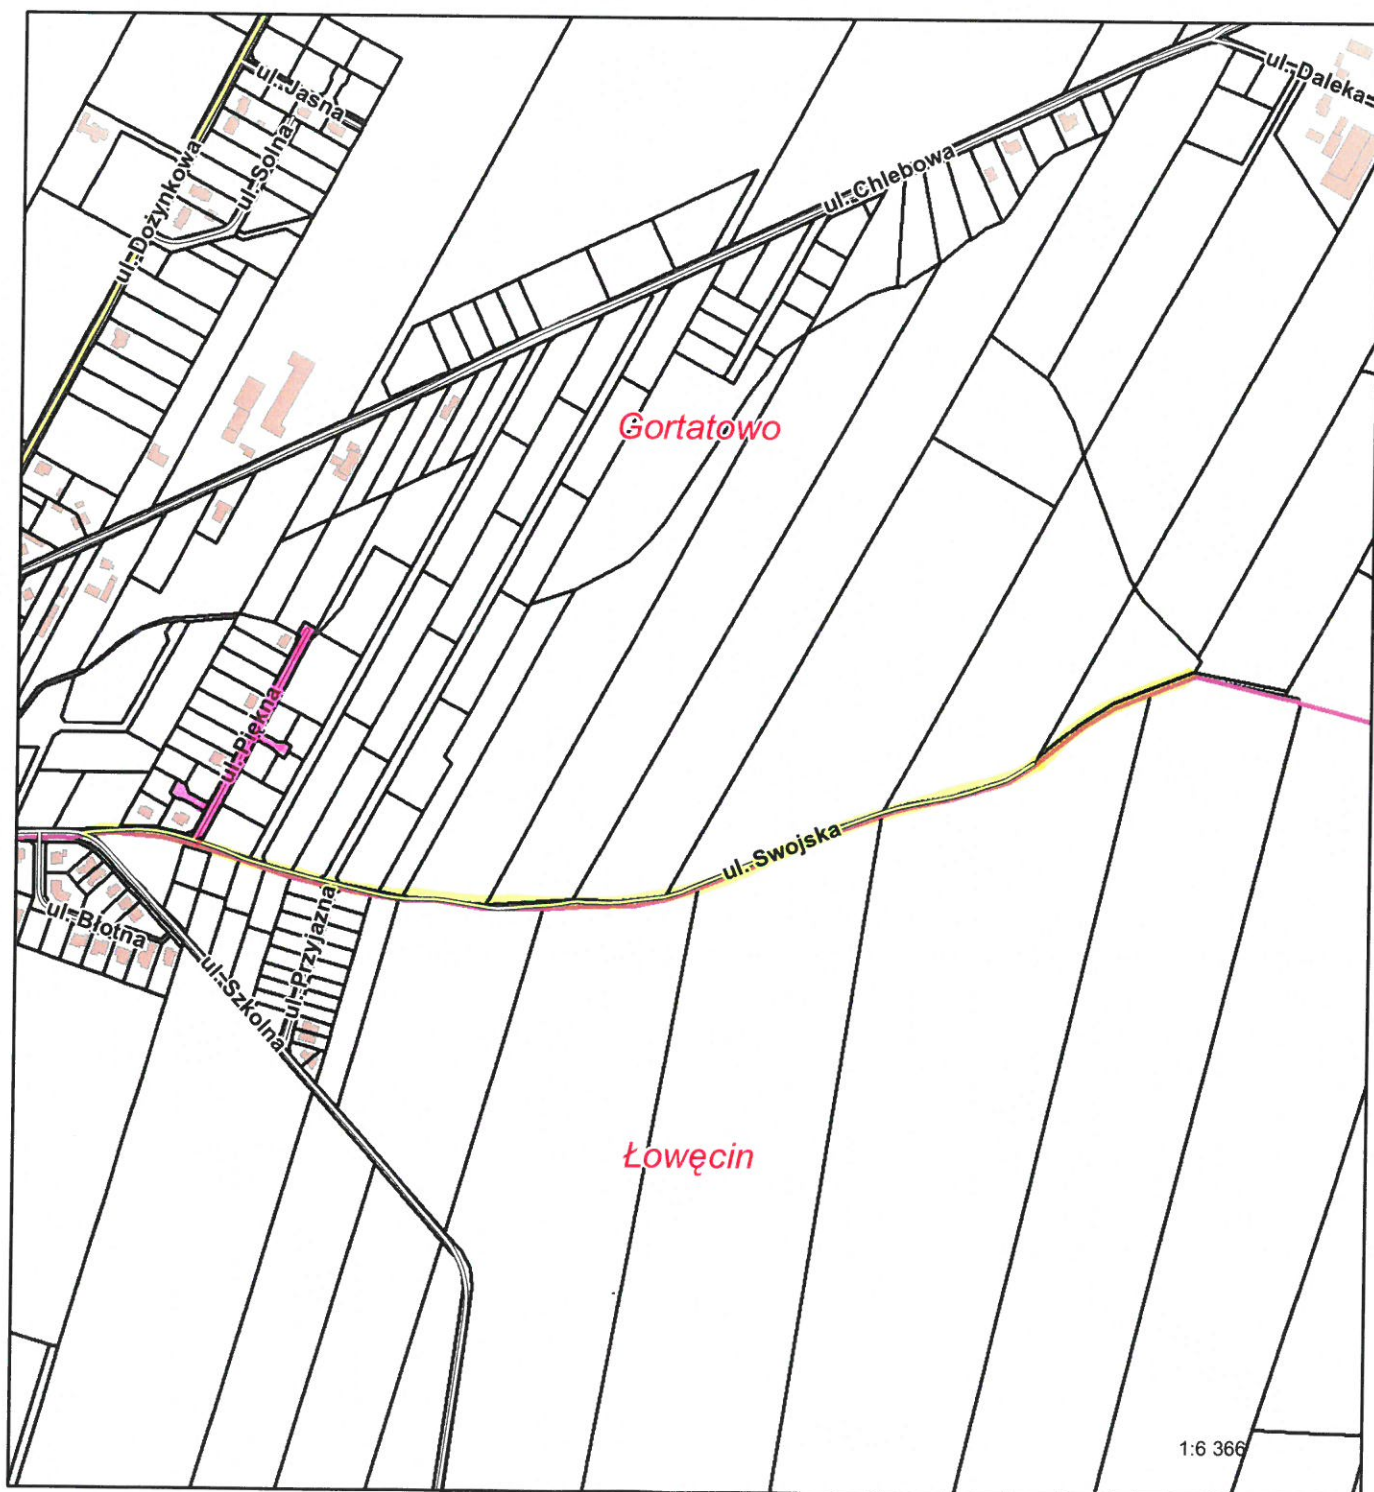 ul. Jasna
ul. Daleka
ul. Solna
ul. Dożynkowa
ul. Chlebowa
Gortatowo
ul. Piękna
ul. Swojska
ul. Błotna
ul. Przyjazna
ul. Szkolna
Łowęcin
1:6 366